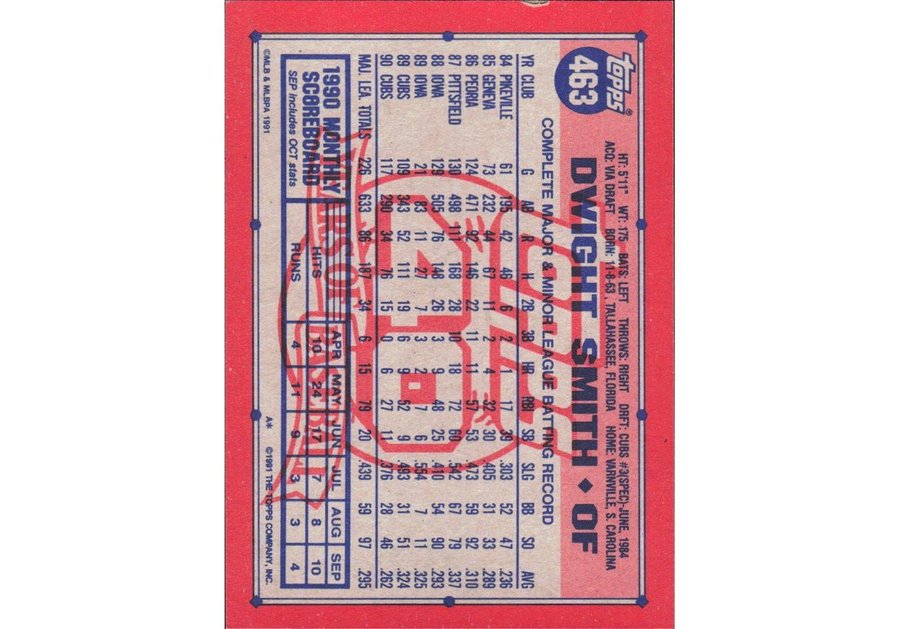 topps®
463
HT: 5'11" WT: 175 BATS: LEFT THROWS: RIGHT DRFT: CUBS #3(SPEC)-JUNE, 1984
ACQ: VIA DRAFT BORN: 11-8-63, TALLAHASSEE, FLORIDA HOME: VARNVILLE, S. CAROLINA
DWIGHT SMITH ◆ OF
COMPLETE MAJOR & MINOR LEAGUE BATTING RECORD
YR CLUB G AB R H 2B 3B HR RBI SB SLG BB SO AVG
84 PIKEVILLE 61 195 42 46 6 2 1 17 39 .303 52 47 .236
85 GENEVA 73 232 44 67 11 2 4 32 30 .405 31 33 .289
86 PEORIA 124 471 92 146 22 11 11 57 53 .473 59 92 .310
87 PITTSFIELD 130 498 111 168 28 10 18 72 60 .542 67 79 .337
88 IOWA 129 505 76 148 26 3 9 48 25 .410 54 90 .293
89 IOWA 21 83 11 27 7 3 2 7 6 .554 7 11 .325
89 CUBS 109 343 52 111 19 6 9 52 9 .493 31 51 .324
90 CUBS 117 290 34 76 15 0 6 27 11 .376 28 46 .262
MAJ. LEA. TOTALS 226 633 86 187 34 6 15 79 20 .439 59 97 .295
40
YEARS OF BASEBALL
1990 MONTHLY
SCOREBOARD
SEP includes OCT stats
APR MAY JUN JUL AUG SEP
HITS 10 24 17 7 8 10
RUNS 4 11 9 3 3 4
©MLB & MLBPA 1991
A* ©1991 THE TOPPS COMPANY, INC.